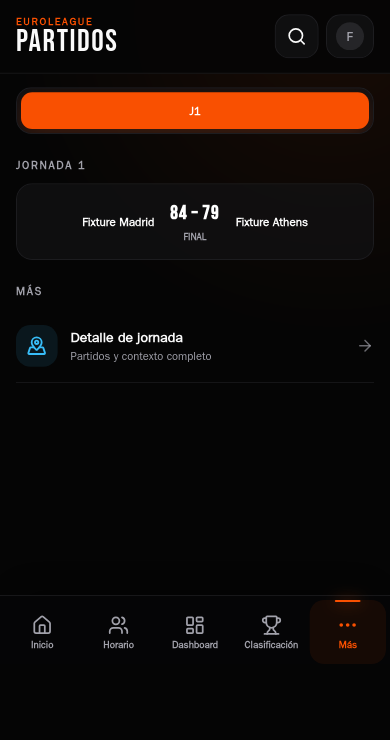 EUROLEAGUE
PARTIDOS
F
J1
JORNADA 1
Fixture Madrid 84 – 79 Fixture Athens
FINAL
MÁS
Detalle de jornada
Partidos y contexto completo
Inicio Horario Dashboard Clasificación Más